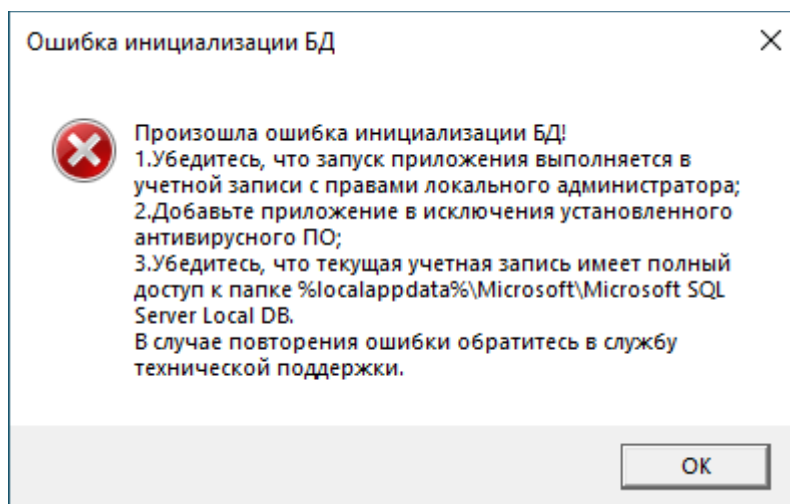 Ошибка инициализации БД
Произошла ошибка инициализации БД!
1.Убедитесь, что запуск приложения выполняется в
учетной записи с правами локального администратора;
2.Добавьте приложение в исключения установленного
антивирусного ПО;
3.Убедитесь, что текущая учетная запись имеет полный
доступ к папке %localappdata%\Microsoft\Microsoft SQL
Server Local DB.
В случае повторения ошибки обратитесь в службу
технической поддержки.
ОК